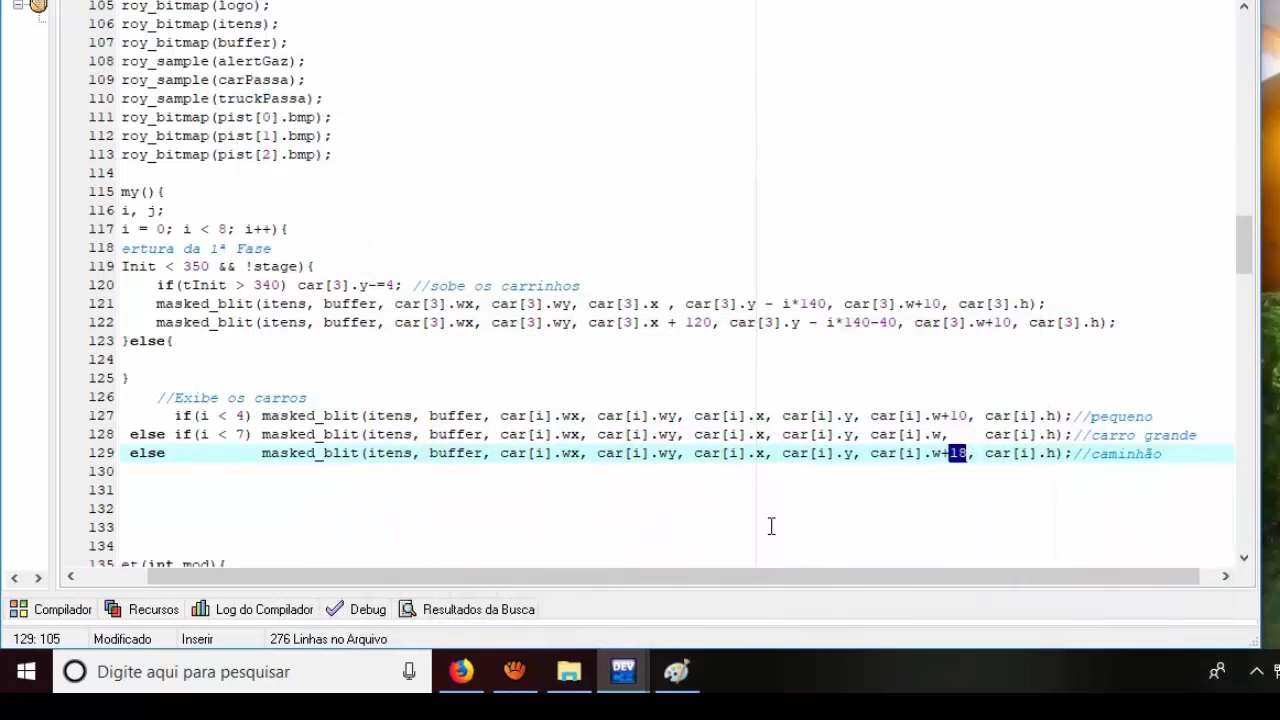 105 roy_bitmap(logo);
106 roy_bitmap(itens);
107 roy_bitmap(buffer);
108 roy_sample(alertGaz);
109 roy_sample(carPassa);
110 roy_sample(truckPassa);
111 roy_bitmap(pist[0].bmp);
112 roy_bitmap(pist[1].bmp);
113 roy_bitmap(pist[2].bmp);
114
115 my(){
116 i, j;
117 i = 0; i < 8; i++){
118 ertura da 1ª Fase
119 Init < 350 && !stage){
120 if(tInit > 340) car[3].y-=4; //sobe os carrinhos
121 masked_blit(itens, buffer, car[3].wx, car[3].wy, car[3].x , car[3].y - i*140, car[3].w+10, car[3].h);
122 masked_blit(itens, buffer, car[3].wx, car[3].wy, car[3].x + 120, car[3].y - i*140-40, car[3].w+10, car[3].h);
123 }else{
124
125 }
126 //Exibe os carros
127 if(i < 4) masked_blit(itens, buffer, car[i].wx, car[i].wy, car[i].x, car[i].y, car[i].w+10, car[i].h);//pequeno
128 else if(i < 7) masked_blit(itens, buffer, car[i].wx, car[i].wy, car[i].x, car[i].y, car[i].w, car[i].h);//carro grande
129 else masked_blit(itens, buffer, car[i].wx, car[i].wy, car[i].x, car[i].y, car[i].w+18, car[i].h);//caminhão
130
131
132
133
134
135 et(int mod){
Compilador Recursos Log do Compilador Debug Resultados da Busca
129: 105 Modificado Inserir 276 Linhas no Arquivo
Digite aqui para pesquisar DEV